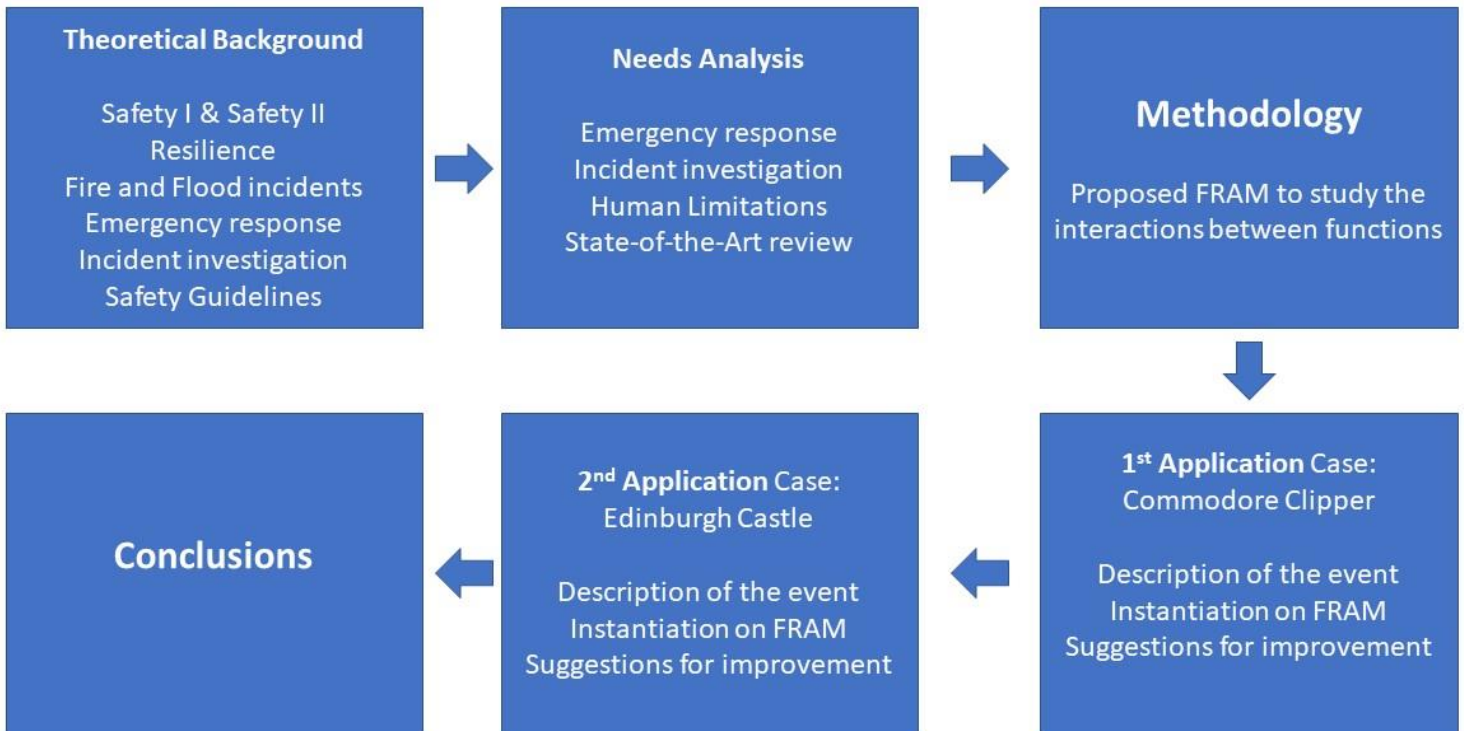 Theoretical Background
Safety I & Safety II
Resilience
Fire and Flood incidents
Emergency response
Incident investigation
Safety Guidelines
Needs Analysis
Emergency response
Incident investigation
Human Limitations
State-of-the-Art review
Methodology
Proposed FRAM to study the
interactions between functions
1st Application Case:
Commodore Clipper
Description of the event
Instantiation on FRAM
Suggestions for improvement
2nd Application Case:
Edinburgh Castle
Description of the event
Instantiation on FRAM
Suggestions for improvement
Conclusions